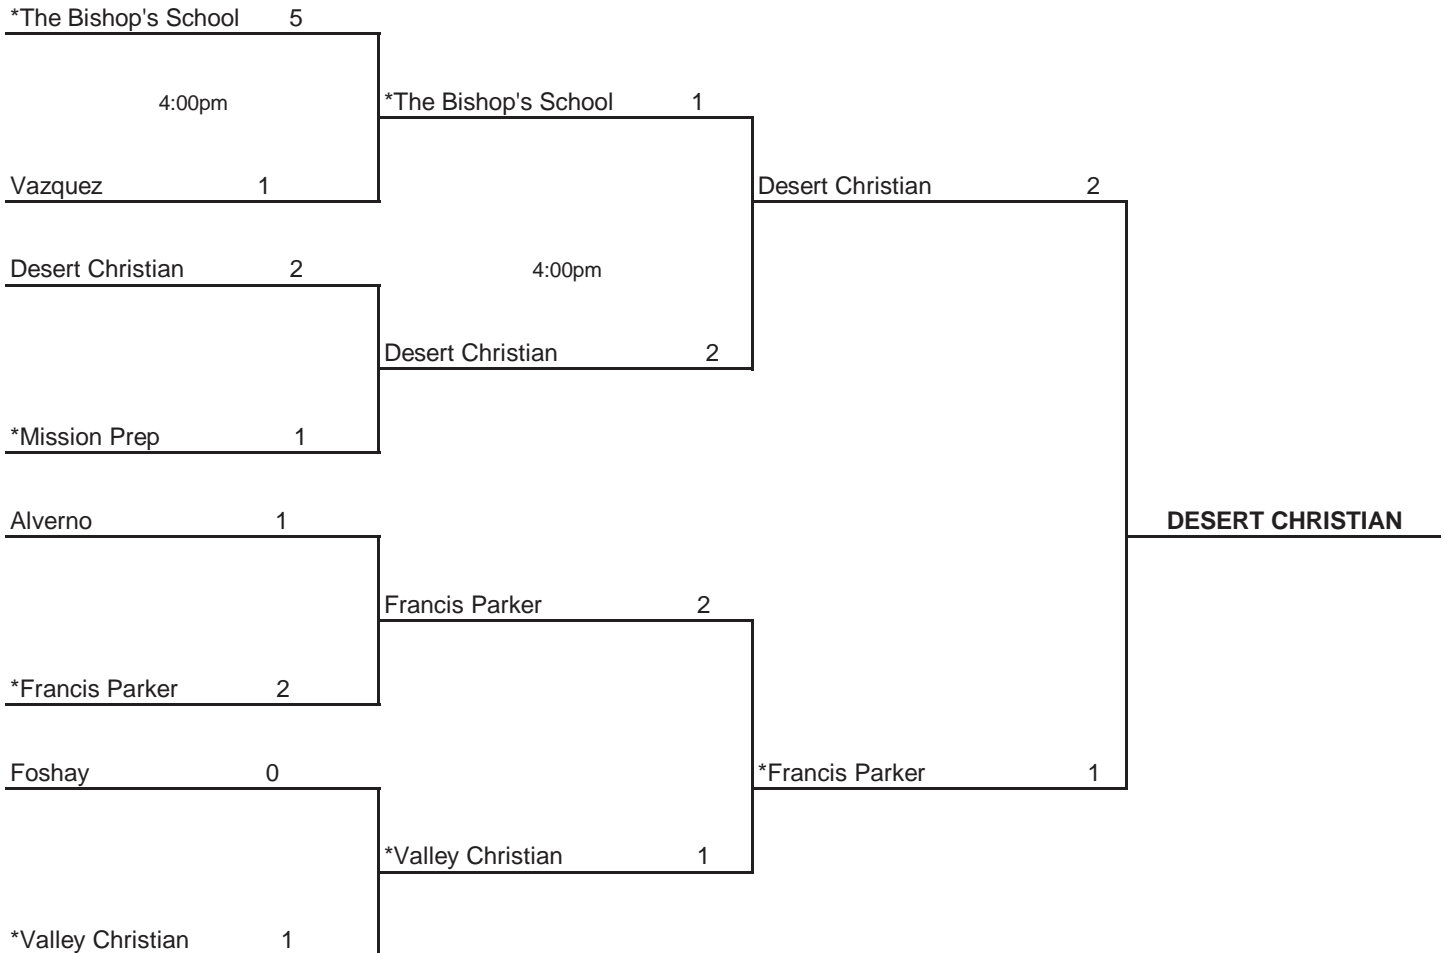 *The Bishop's School 5
4:00pm
*The Bishop's School 1
Vazquez 1
Desert Christian 2
Desert Christian 2
4:00pm
Desert Christian 2
*Mission Prep 1
Alverno 1
DESERT CHRISTIAN
Francis Parker 2
*Francis Parker 2
Foshay 0
*Francis Parker 1
*Valley Christian 1
*Valley Christian 1